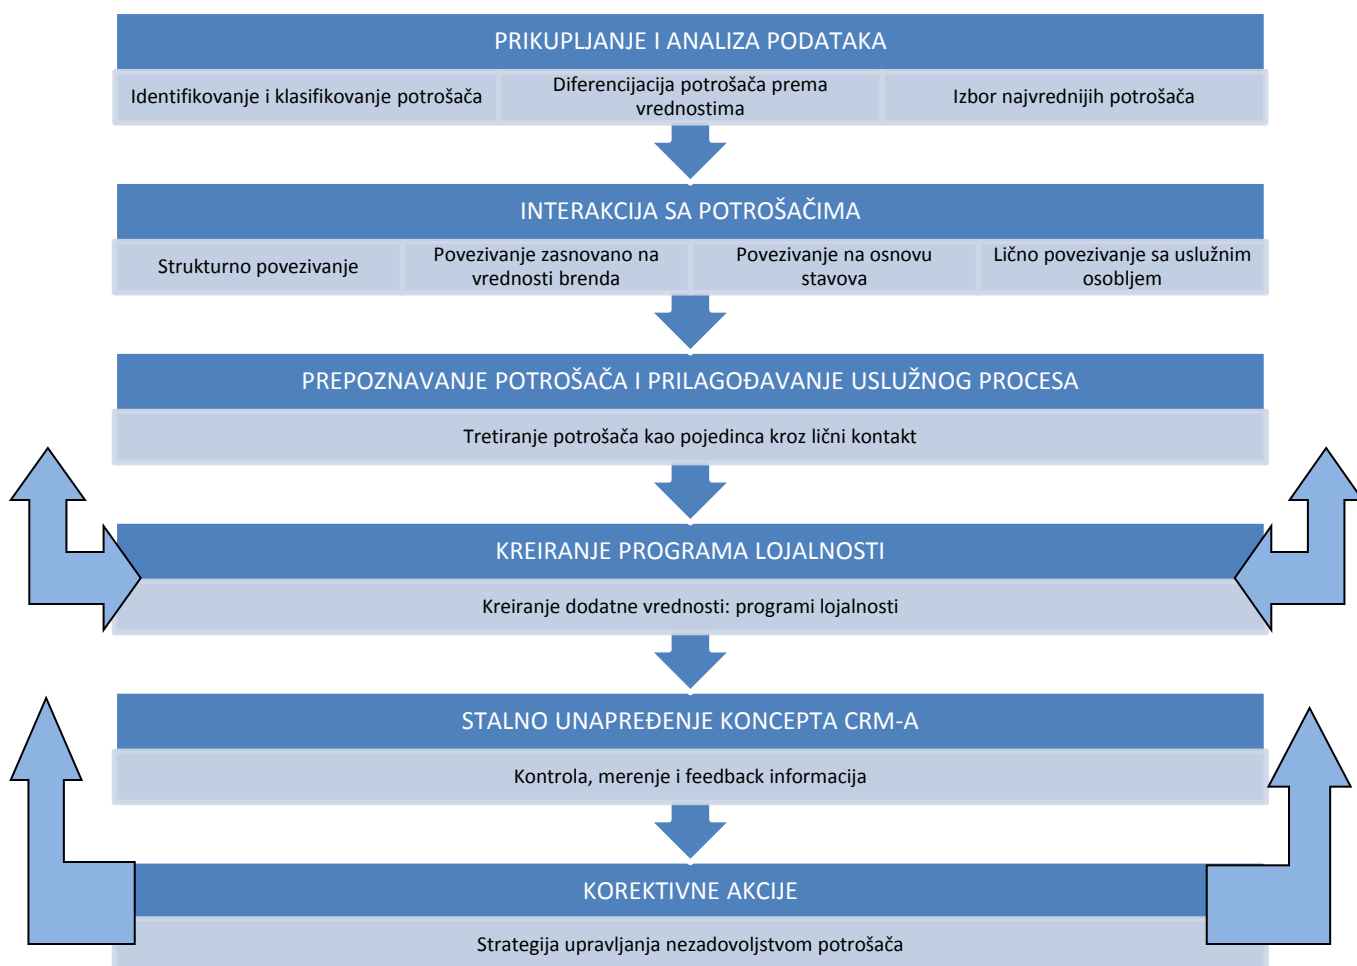 PRIKUPLJANJE I ANALIZA PODATAKA
Identifikovanje i klasifikovanje potrošača
Diferencijacija potrošača prema
vrednostima
Izbor najvrednijih potrošača
INTERAKCIJA SA POTROŠAČIMA
Strukturno povezivanje
Povezivanje zasnovano na
vrednosti brenda
Povezivanje na osnovu
stavova
Lično povezivanje sa uslužnim
osobljem
PREPOZNAVANJE POTROŠAČA I PRILAGOĐAVANJE USLUŽNOG PROCESA
Tretiranje potrošača kao pojedinca kroz lični kontakt
KREIRANJE PROGRAMA LOJALNOSTI
Kreiranje dodatne vrednosti: programi lojalnosti
STALNO UNAPREĐENJE KONCEPTA CRM-A
Kontrola, merenje i feedback informacija
KOREKTIVNE AKCIJE
Strategija upravljanja nezadovoljstvom potrošača